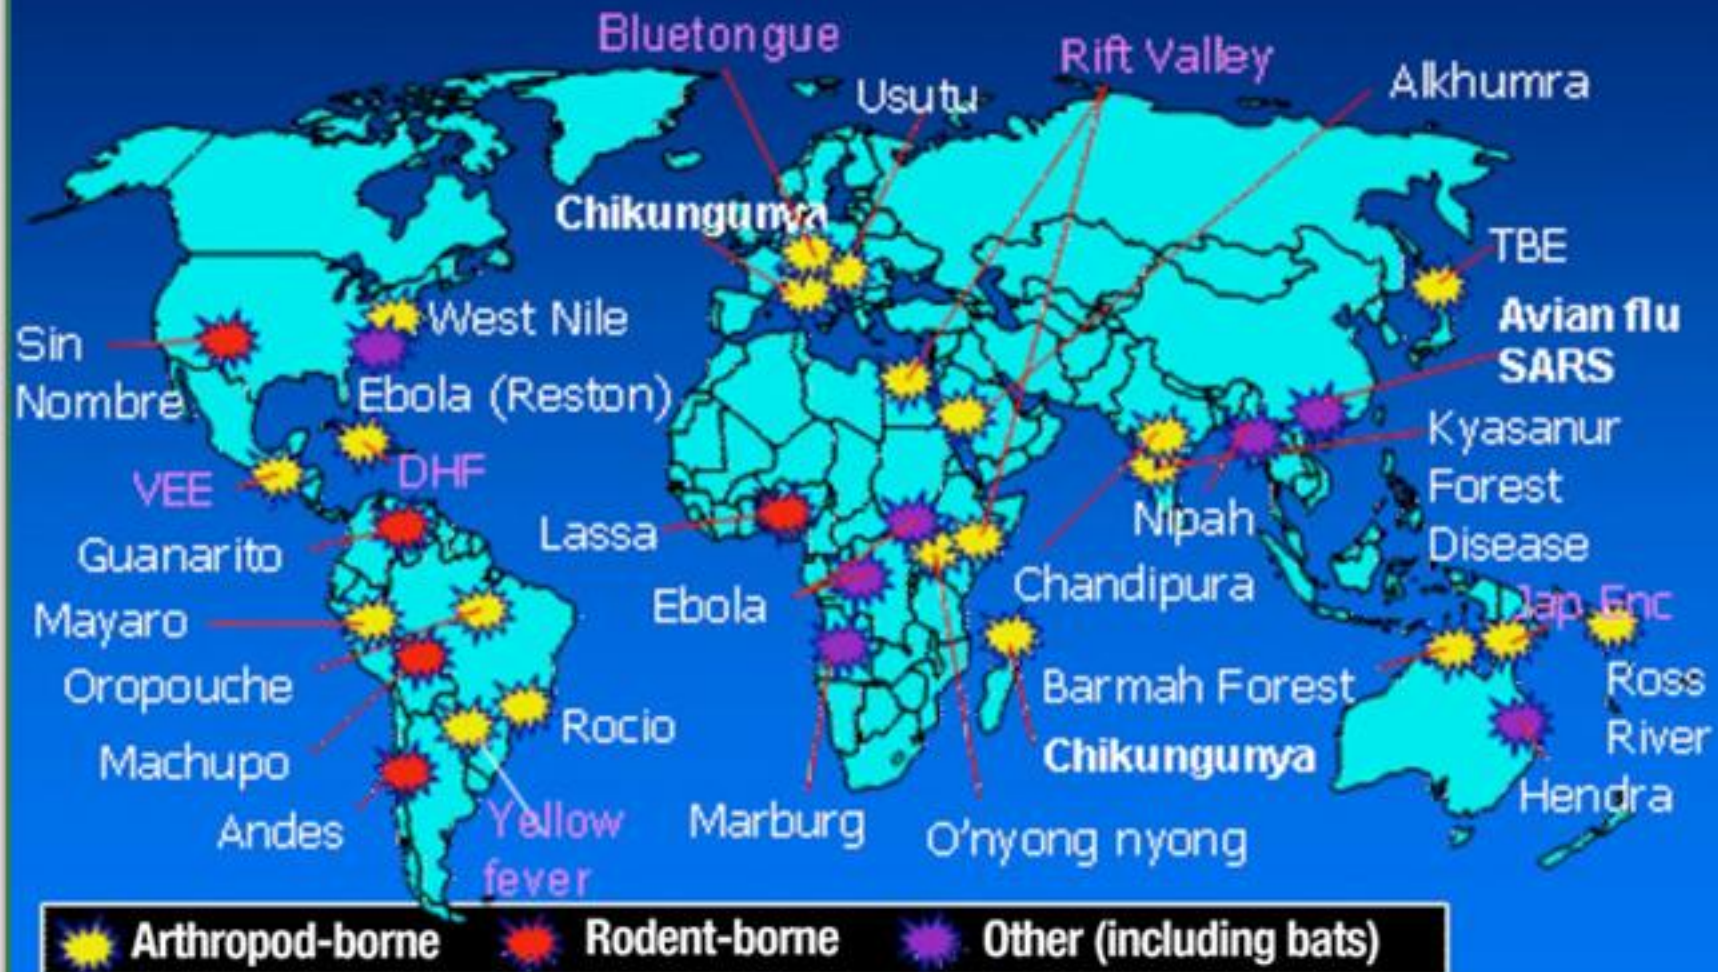 Bluetongue
Rift Valley
Alkhumra
Usutu
Chikungunya
TBE
Avian flu
SARS
West Nile
Sin
Nombre
Ebola (Reston)
Kyasanur
Forest
Disease
VEE
DHF
Nipah
Lassa
Guanarito
Chandipura
Ebola
Jap Enc
Mayaro
Oropouche
Barmah Forest
Ross
River
Rocio
Chikungunya
Machupo
Hendra
Andes
Yellow
fever
Marburg
O'nyong nyong
Arthropod-borne
Rodent-borne
Other (including bats)